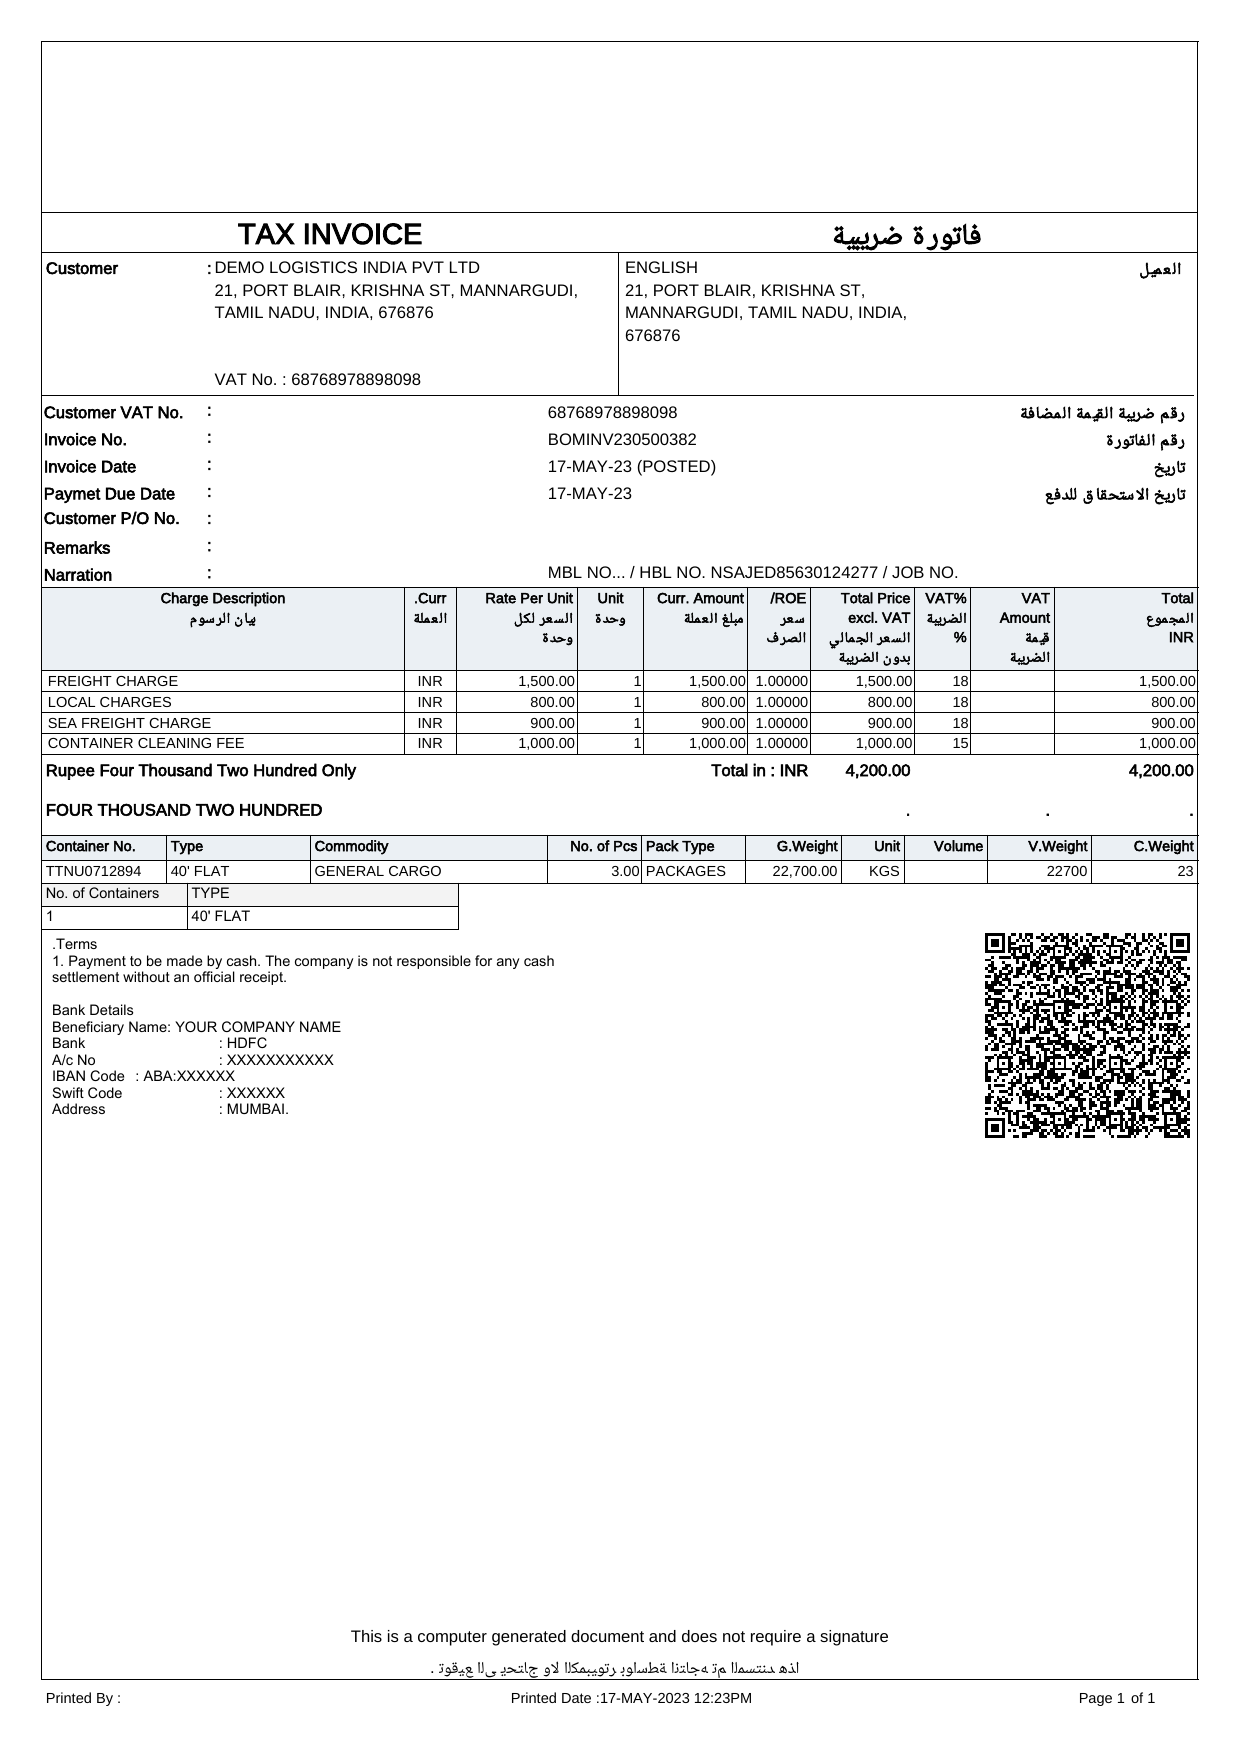 TAX INVOICE فاتورة ضريبية
Customer : DEMO LOGISTICS INDIA PVT LTD ENGLISH العميل
21, PORT BLAIR, KRISHNA ST, MANNARGUDI, 21, PORT BLAIR, KRISHNA ST,
TAMIL NADU, INDIA, 676876 MANNARGUDI, TAMIL NADU, INDIA,
676876
VAT No. : 68768978898098
Customer VAT No. : 68768978898098 رقم ضريبة القيمة المضافة
Invoice No. : BOMINV230500382 رقم الفاتورة
Invoice Date : 17-MAY-23 (POSTED) تاريخ
Paymet Due Date : 17-MAY-23 تاريخ الاستحقاق للدفع
Customer P/O No. :
Remarks :
Narration : MBL NO... / HBL NO. NSAJED85630124277 / JOB NO.
Charge Description .Curr Rate Per Unit Unit Curr. Amount /ROE Total Price VAT% VAT Total
بيان الرسوم العملة السعر لكل وحدة مبلغ العملة سعر excl. VAT الضريبة Amount المجموع
وحدة الصرف السعر الجمالي % قيمة INR
بدون الضريبة الضريبة
FREIGHT CHARGE INR 1,500.00 1 1,500.00 1.00000 1,500.00 18 1,500.00
LOCAL CHARGES INR 800.00 1 800.00 1.00000 800.00 18 800.00
SEA FREIGHT CHARGE INR 900.00 1 900.00 1.00000 900.00 18 900.00
CONTAINER CLEANING FEE INR 1,000.00 1 1,000.00 1.00000 1,000.00 15 1,000.00
Rupee Four Thousand Two Hundred Only Total in : INR 4,200.00 4,200.00
FOUR THOUSAND TWO HUNDRED . . .
Container No. Type Commodity No. of Pcs Pack Type G.Weight Unit Volume V.Weight C.Weight
TTNU0712894 40' FLAT GENERAL CARGO 3.00 PACKAGES 22,700.00 KGS 22700 23
No. of Containers TYPE
1 40' FLAT
.Terms
1. Payment to be made by cash. The company is not responsible for any cash
settlement without an official receipt.
Bank Details
Beneficiary Name: YOUR COMPANY NAME
Bank : HDFC
A/c No : XXXXXXXXXXX
IBAN Code : ABA:XXXXXX
Swift Code : XXXXXX
Address : MUMBAI.
This is a computer generated document and does not require a signature
Printed By : Printed Date :17-MAY-2023 12:23PM Page 1 of 1